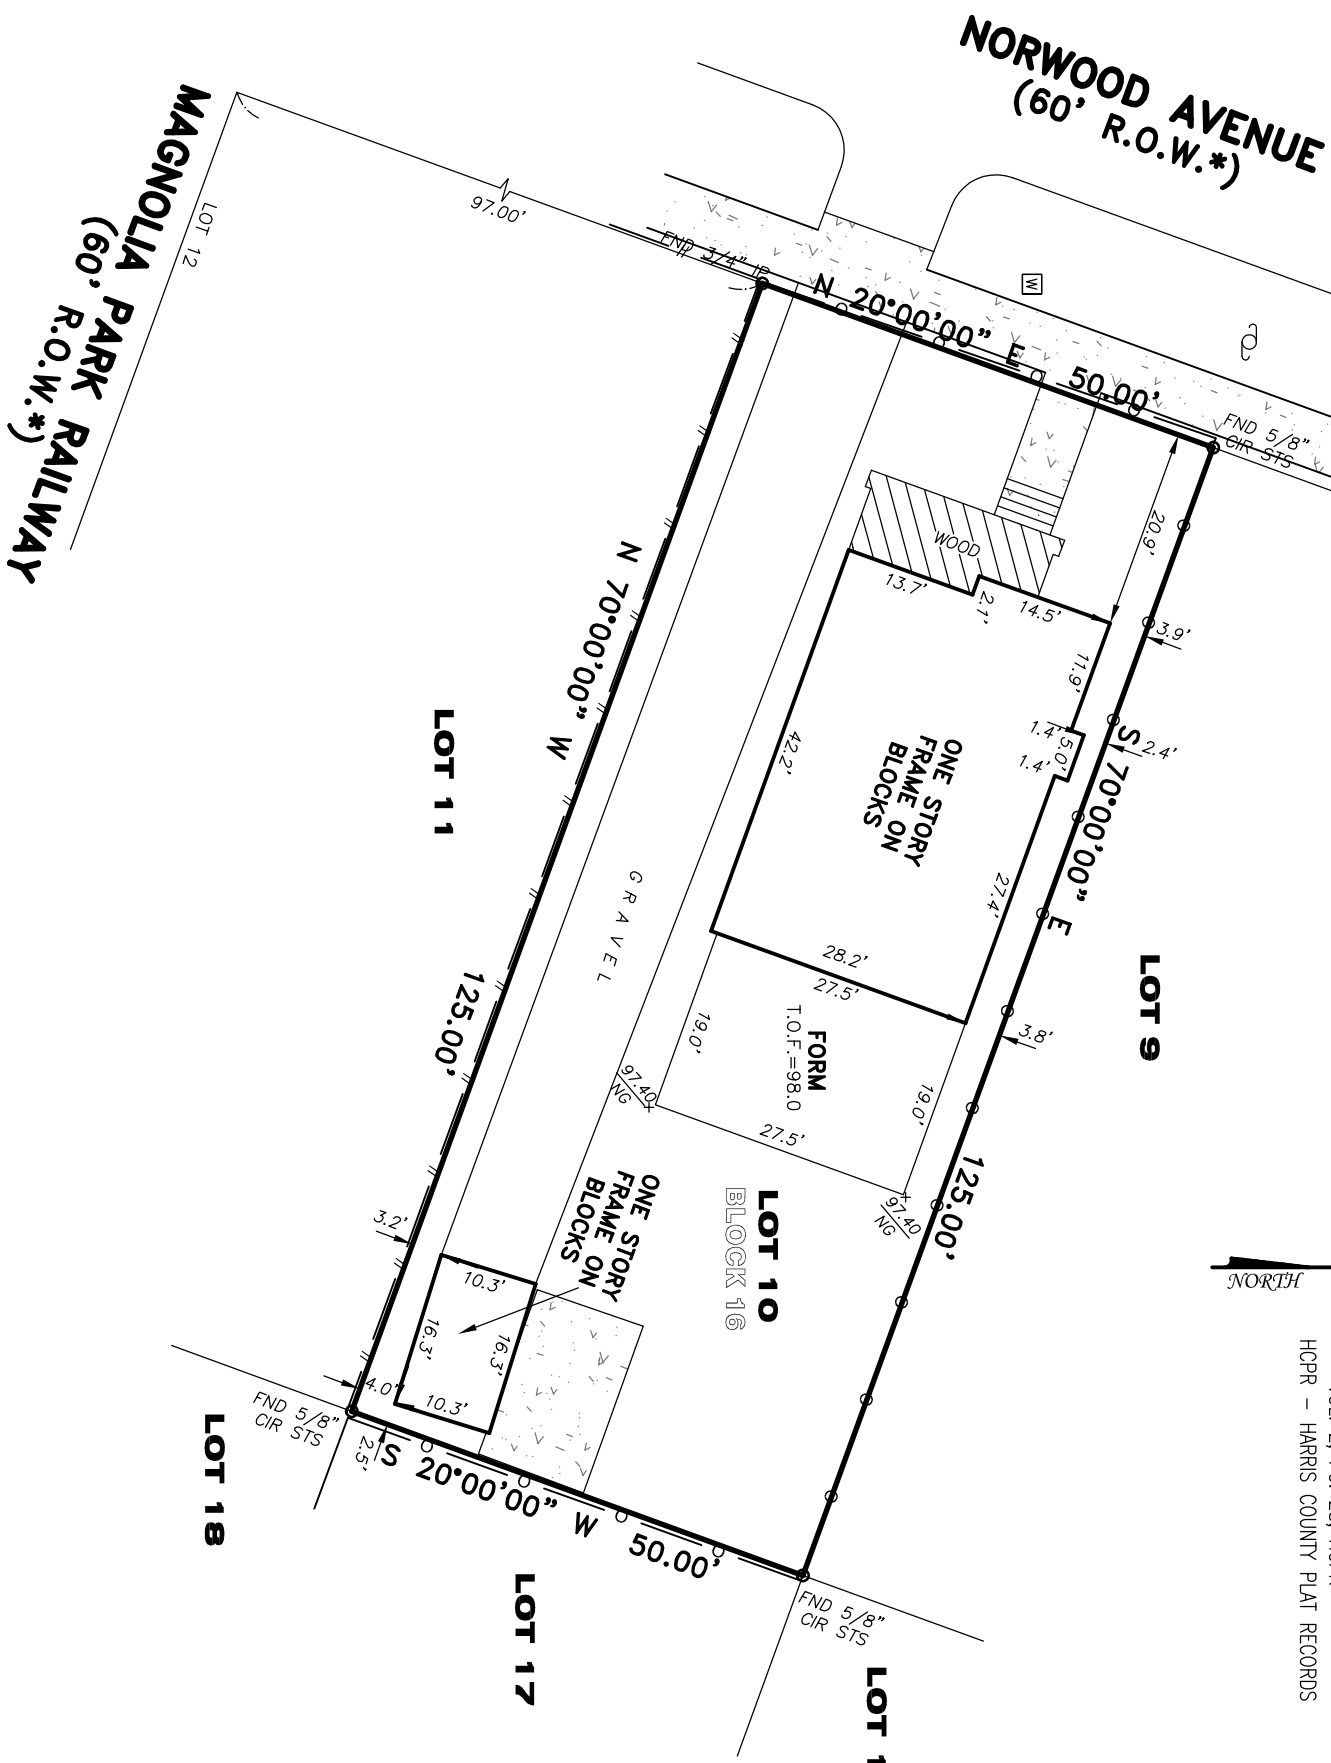 NORWOOD AVENUE
(60' R.O.W.*)
MAGNOLIA PARK RAILWAY
(60' R.O.W.*)
LOT 12
97.00'
FND 3/4" IP
N 20°00'00" E 50.00'
W
FND 5/8"
CIR STS
20.9'
WOOD
13.7'
2.1'
14.5'
3.9'
11.9'
1.4'
5.0'
1.4'
2.4'
S 70°00'00" E 125.00'
N 70°00'00" W 125.00'
42.2'
ONE STORY
FRAME ON
BLOCKS
27.4'
LOT 11
LOT 9
GRAVEL
28.2'
27.5'
3.8'
FORM
T.O.F.=98.0
19.0'
19.0'
97.40
NG
27.5'
97.40
NG
LOT 10
BLOCK 16
ONE STORY
FRAME ON
BLOCKS
3.2'
10.3'
16.3'
16.3'
10.3'
4.0'
2.5'
FND 5/8"
CIR STS
S 20°00'00" W 50.00'
LOT 18
LOT 17
FND 5/8"
CIR STS
LOT
NORTH
HCPR - HARRIS COUNTY PLAT RECORDS